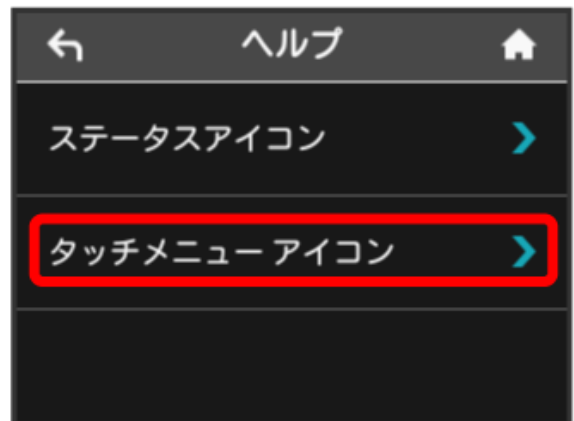 ヘルプ
ステータスアイコン
タッチメニュー アイコン